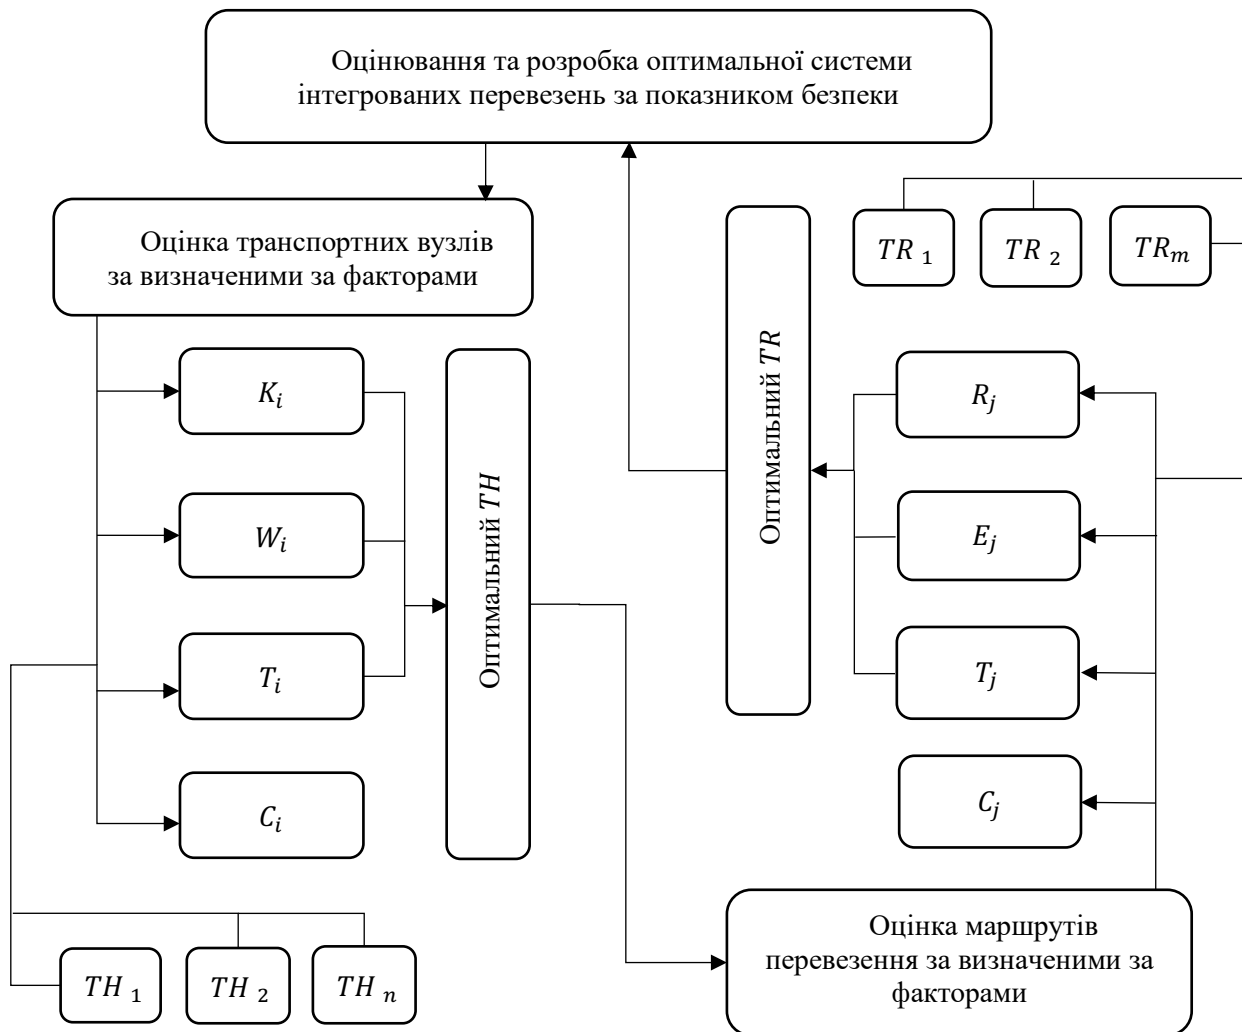 Оцінювання та розробка оптимальної системи
інтегрованих перевезень за показником безпеки
Оцінка транспортних вузлів
за визначеними за факторами
TR 1
TR 2
TRm
Ki
Wi
Ti
Ci
Оптимальний TH
Оптимальний TR
Rj
Ej
Tj
Cj
TH 1
TH 2
TH n
Оцінка маршрутів
перевезення за визначеними за
факторами